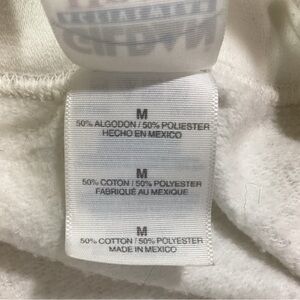 M
50% ALGODON / 50% POLIESTER
HECHO EN MEXICO
M
50% COTON / 50% POLYESTER
FABRIQUÉ AU MEXIQUE
M
50% COTTON / 50% POLYESTER
MADE IN MEXICO